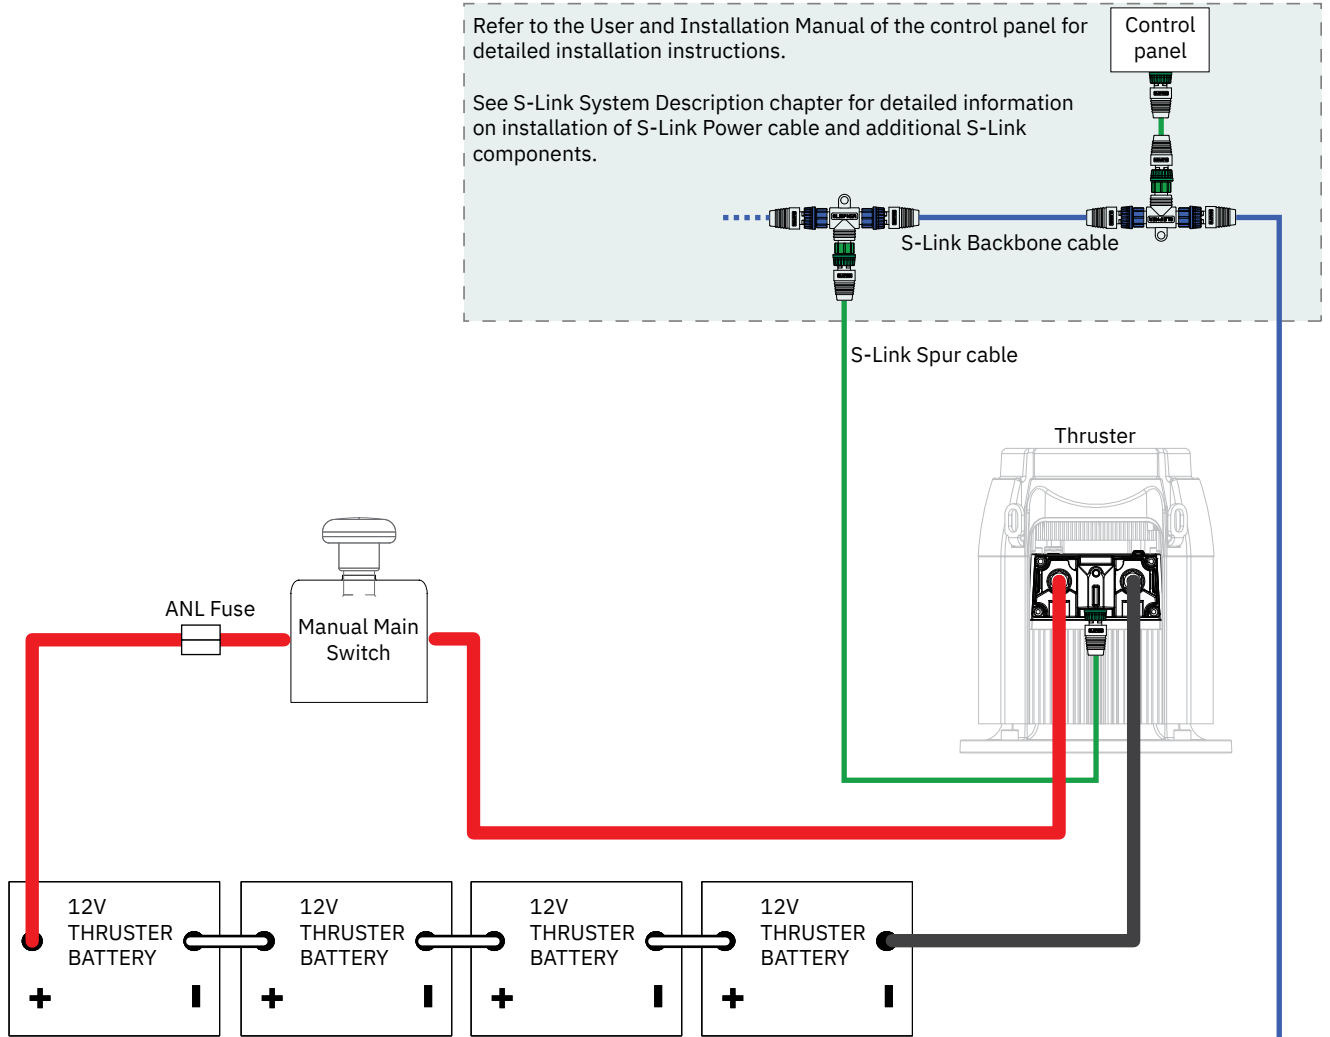 Refer to the User and Installation Manual of the control panel for
detailed installation instructions.
See S-Link System Description chapter for detailed information
on installation of S-Link Power cable and additional S-Link
components.
Control
panel
S-Link Backbone cable
S-Link Spur cable
Thruster
ANL Fuse
Manual Main
Switch
12V
THRUSTER
BATTERY
+
-
12V
THRUSTER
BATTERY
+
-
12V
THRUSTER
BATTERY
+
-
12V
THRUSTER
BATTERY
+
-